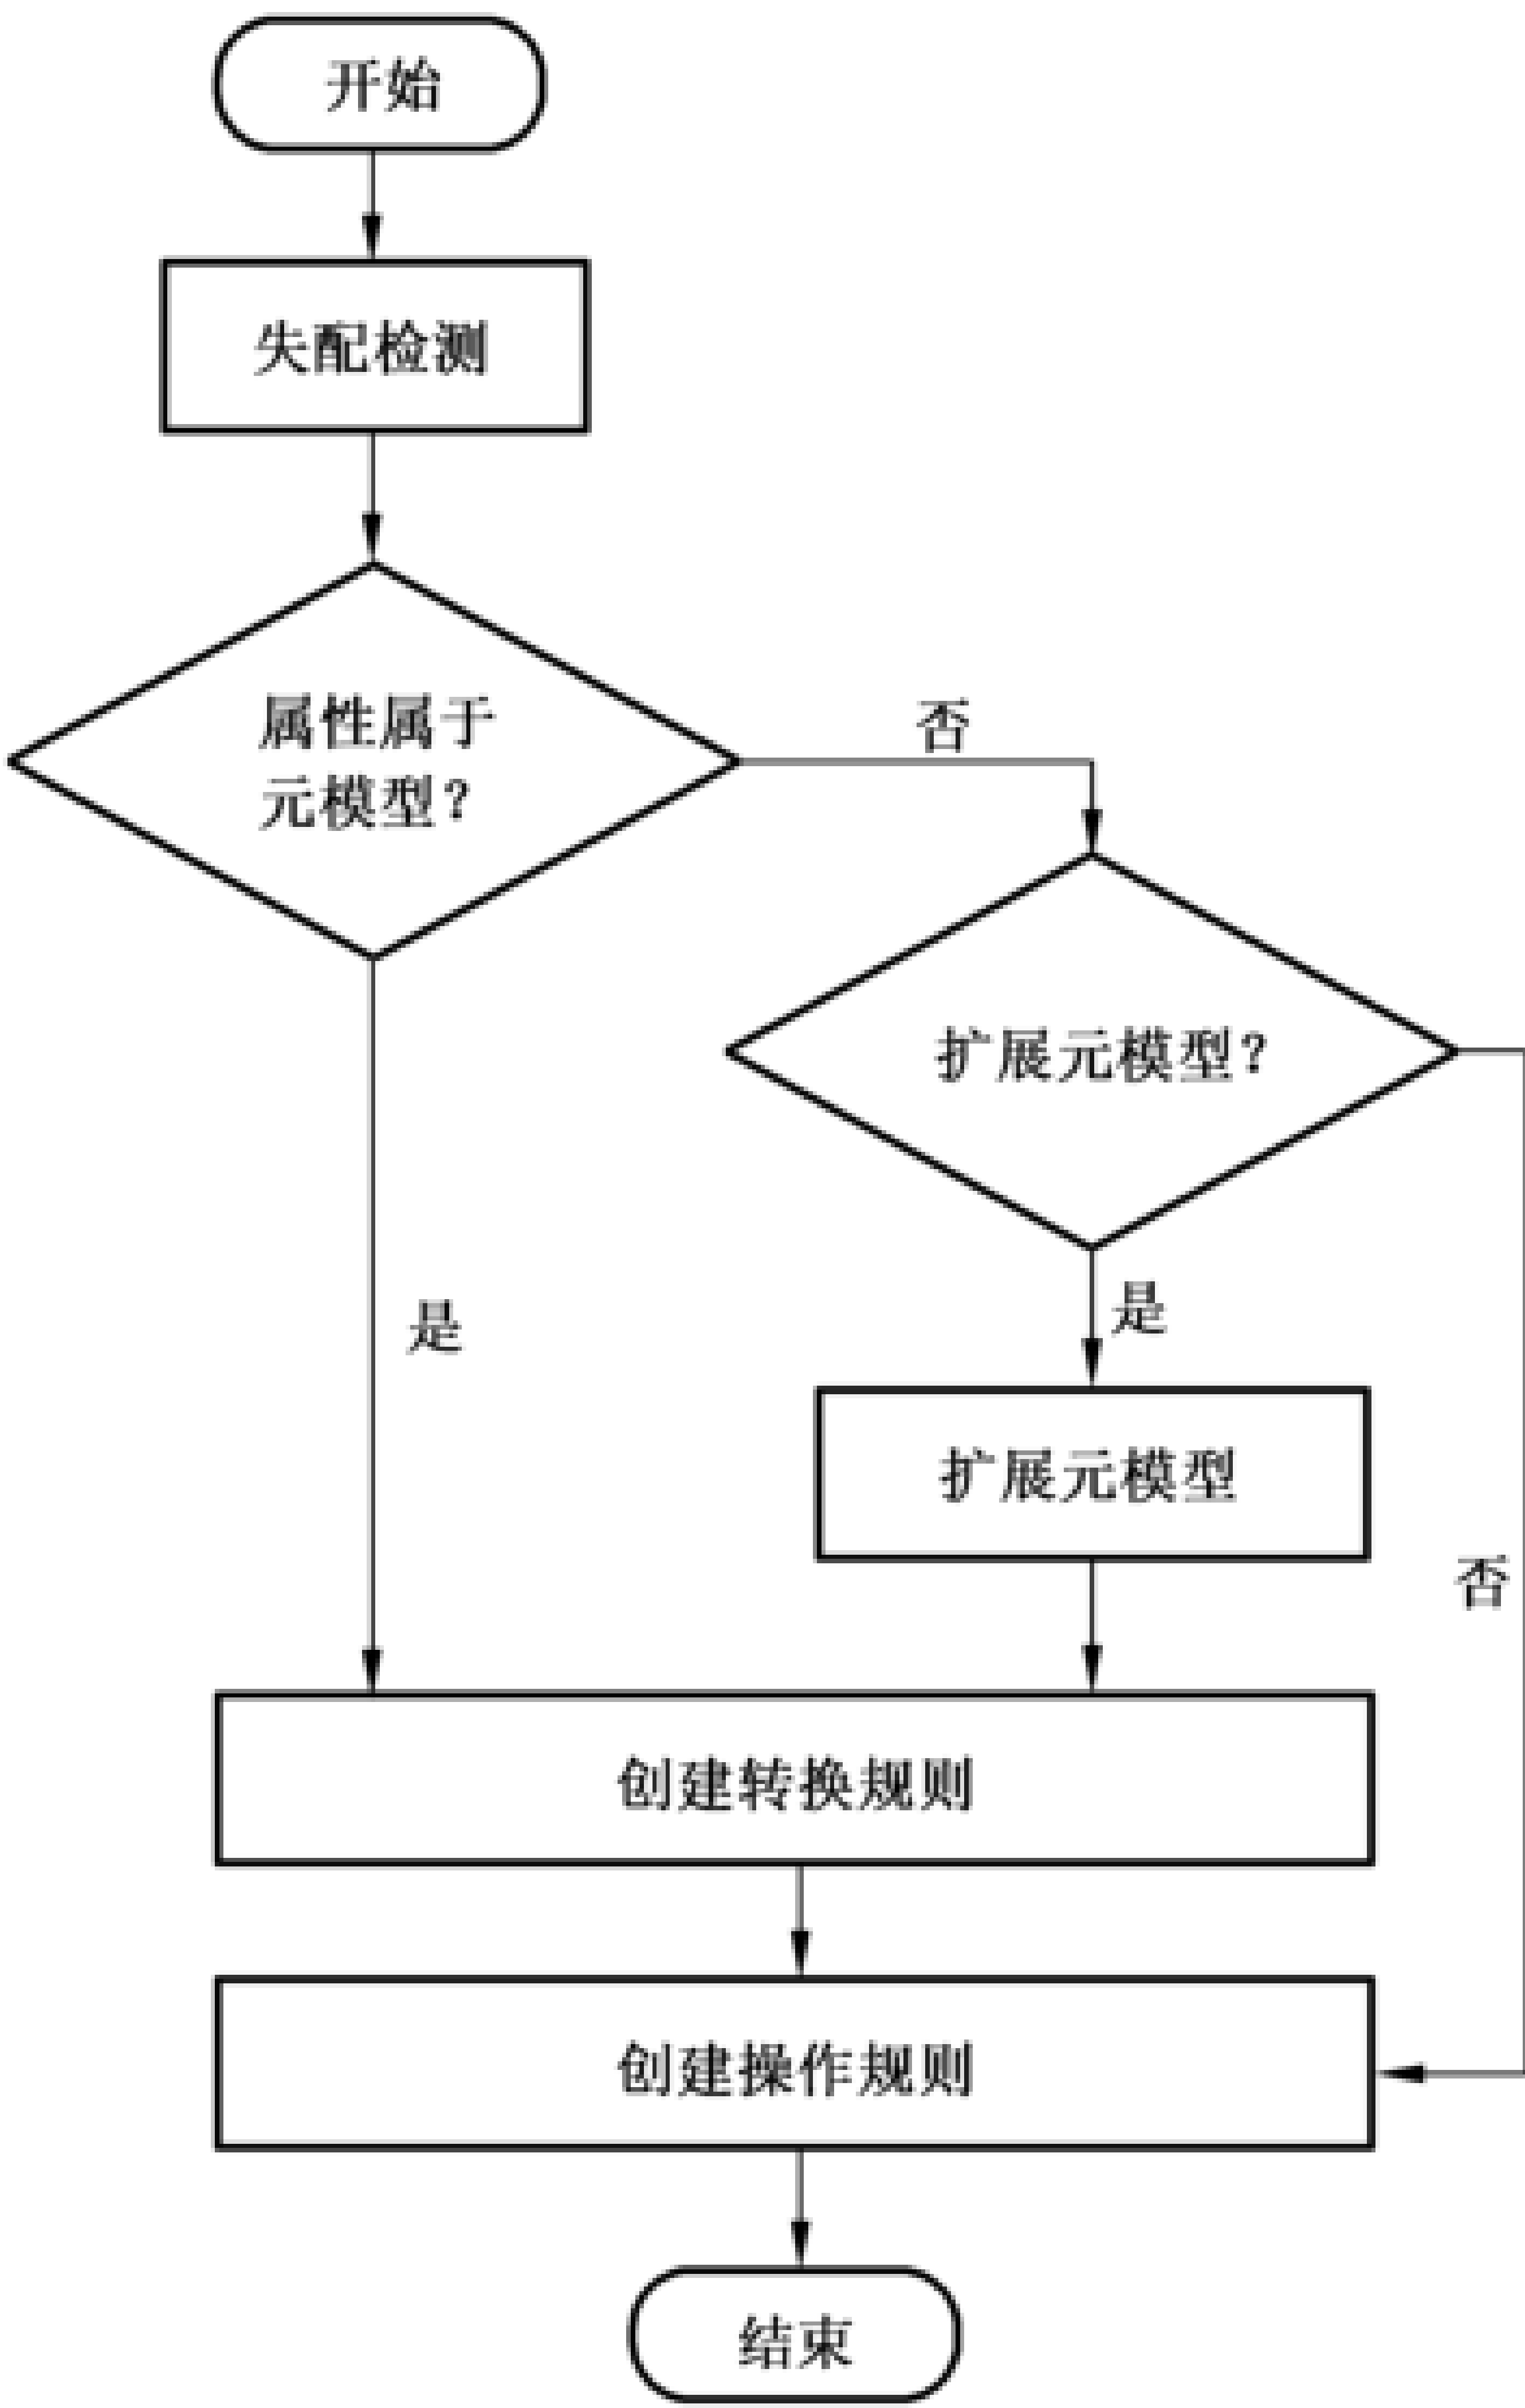 开始
失配检测
属性属于
元模型？
否
扩展元模型？
是
是
扩展元模型
否
创建转换规则
创建操作规则
结束